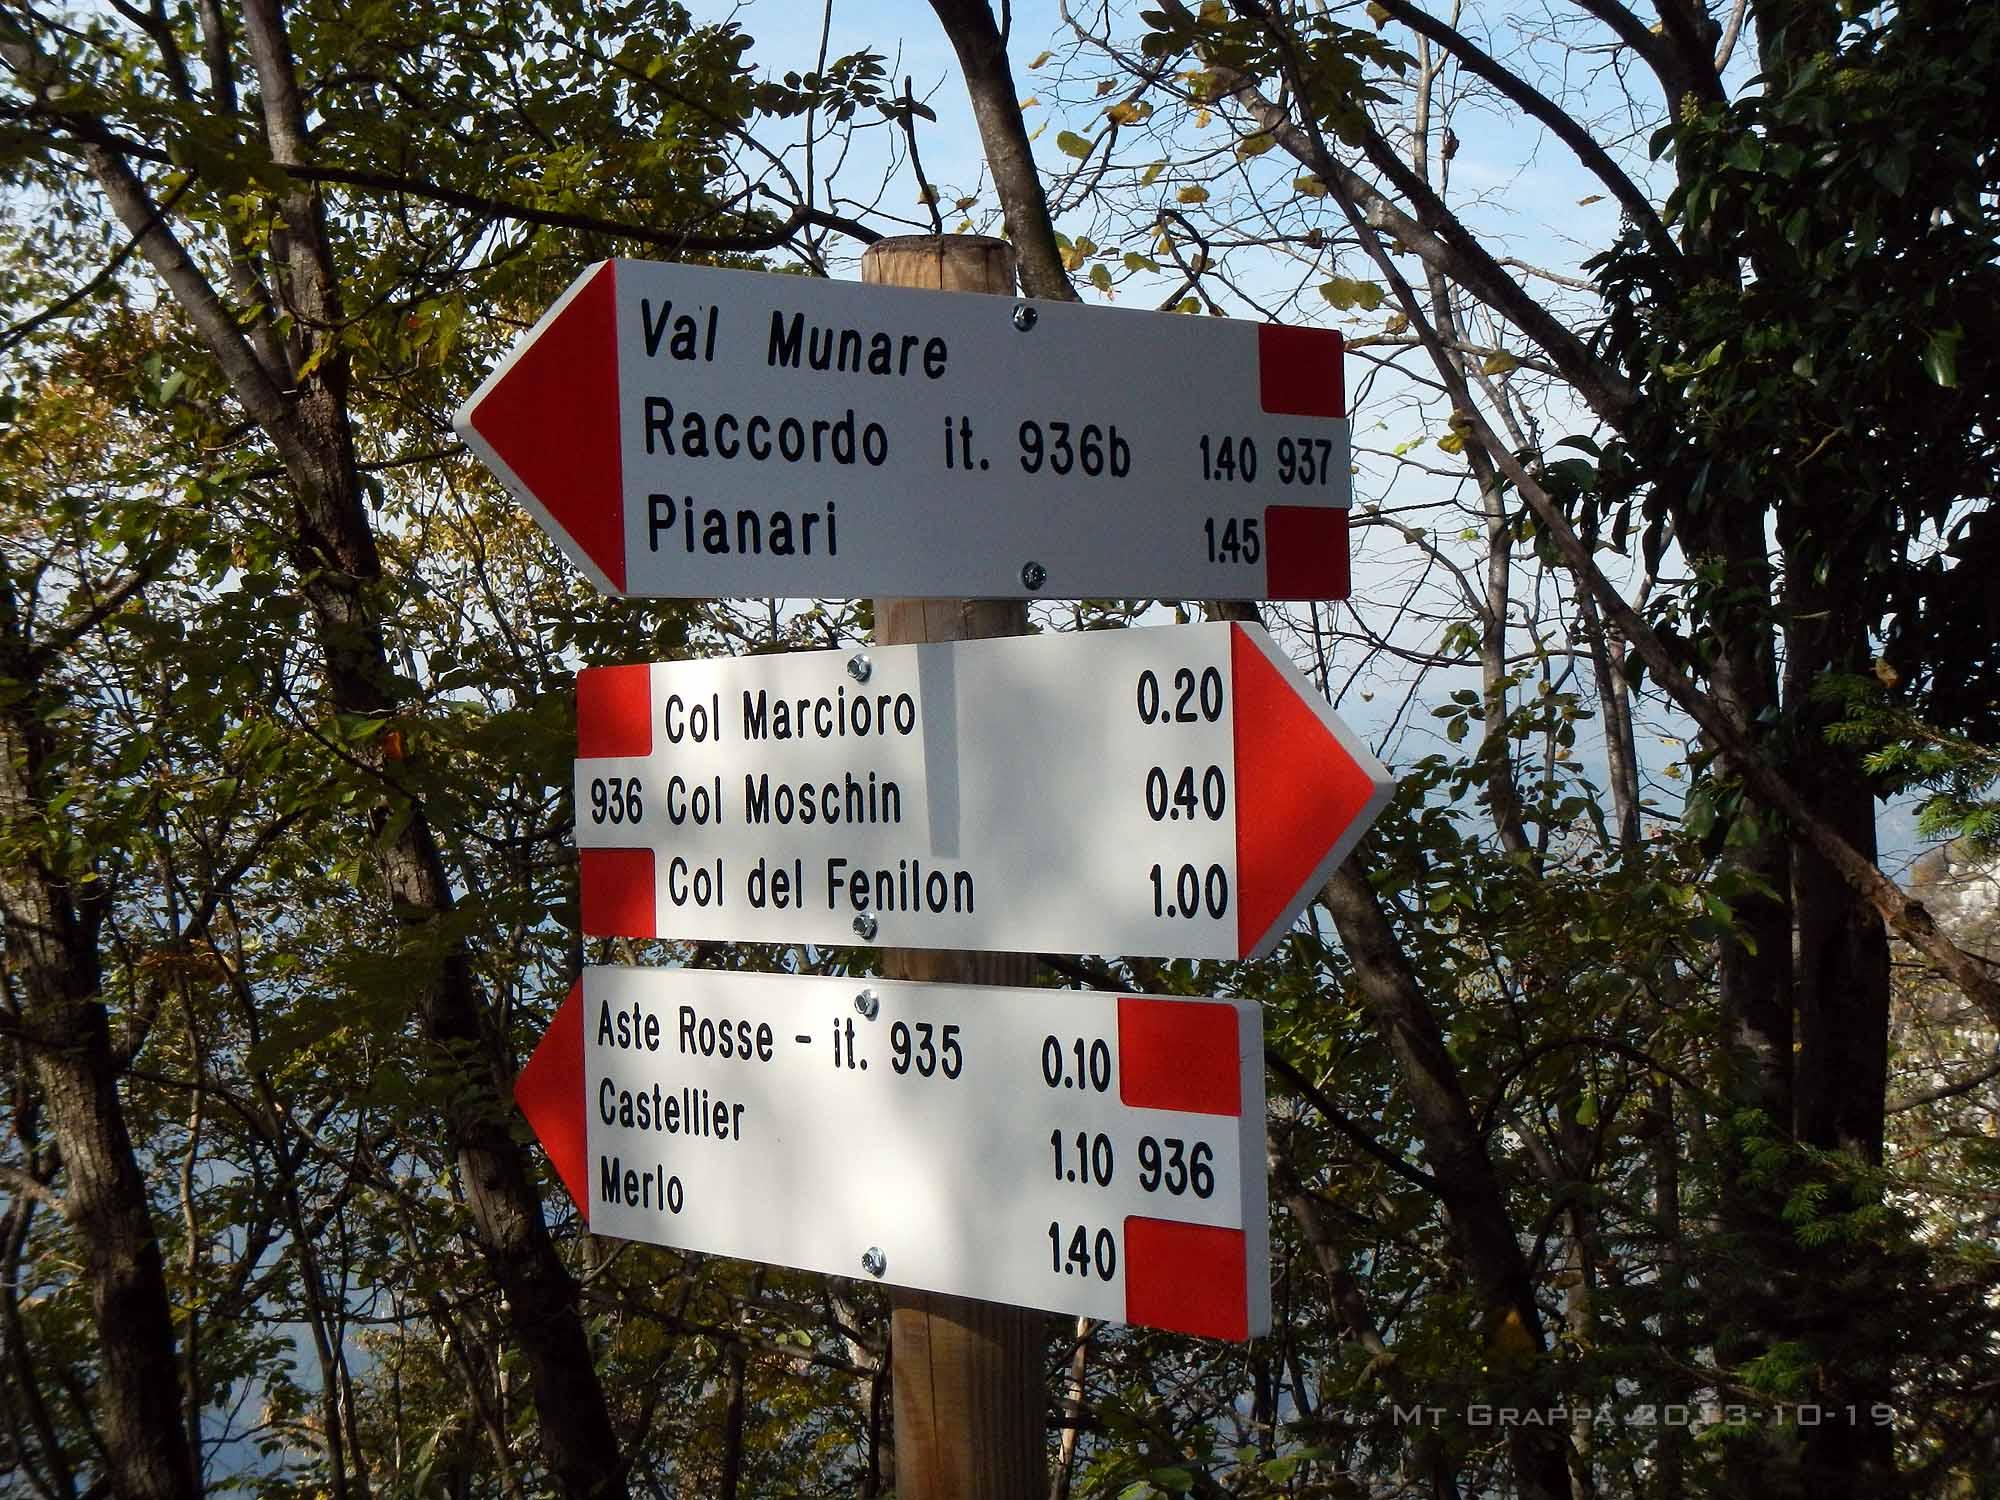 Val Munare
Raccordo it. 936b 1.40 937
Pianari 1.45
Col Marcioro 0.20
936 Col Moschin 0.40
Col del Fenilon 1.00
Aste Rosse - it. 935 0.10
Castellier 1.10 936
Merlo 1.40
Mt Grappa 2013-10-19